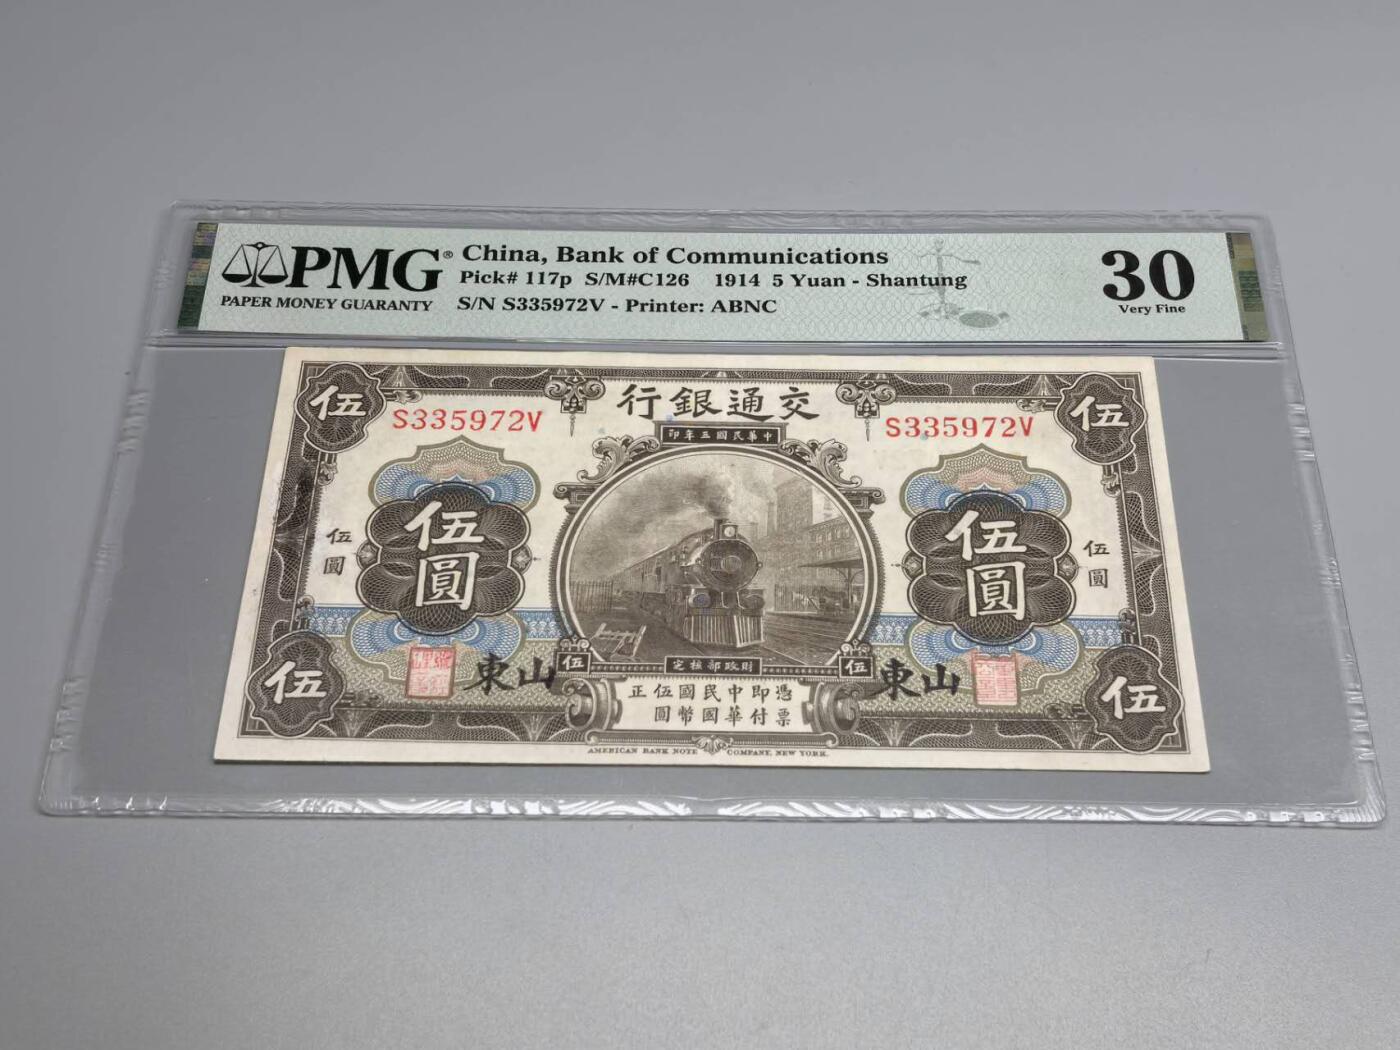 PMG® China, Bank of Communications
Pick# 117p S/M#C126 1914 5 Yuan - Shantung
PAPER MONEY GUARANTY
S/N S335972V - Printer: ABNC
30
Very Fine
行銀通交
印年三國民華中
伍
伍
S335972V
S335972V
伍圓
伍圓
伍圓
伍圓
定核部政財
伍
伍
東山
東山
正伍國民中即憑
圓幣國華付票
伍
伍
AMERICAN BANK NOTE COMPANY, NEW YORK.